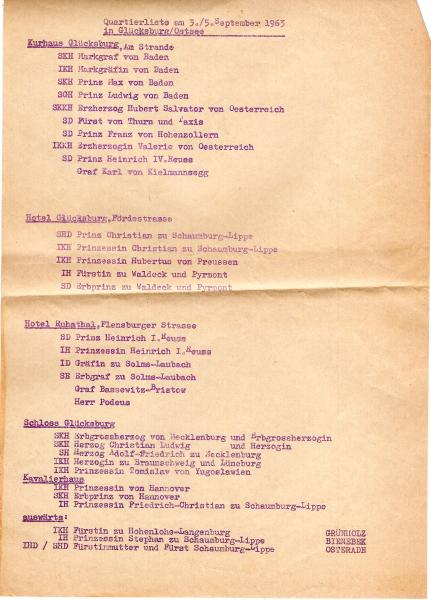 Quartierliste am 3./5.September 1963
in Glücksburg/Ostsee
Kurhaus Glücksburg,Am Strande
SKH Markgraf von Baden
IKH Markgräfin von Baden
SKH Prinz Max von Baden
SGH Prinz Ludwig von Baden
SKKH Erzherzog Hubert Salvator von Oesterreich
SD Fürst von Thurn und Taxis
SD Prinz Franz von Hohenzollern
IKKH Erzherzogin Valerie von Oesterreich
SD Prinz Heinrich IV.Reuss
Graf Karl von Kielmannsegg
Hotel Glücksburg,Fördestrasse
SHD Prinz Christian zu Schaumburg-Lippe
IKH Prinzessin Christian zu Schaumburg-Lippe
IKH Prinzessin Hubertus von Preussen
IH Fürstin zu Waldeck und Pyrmont
SD Erbprinz zu Waldeck und Pyrmont
Hotel Ruhathal,Flensburger Strasse
SD Prinz Heinrich I.Reuss
IH Prinzessin Heinrich I.Reuss
ID Gräfin zu Solms-Laubach
SE Erbgraf zu Solms-Laubach
Graf Bassewitz-Bristow
Herr Podeus
Schloss Glücksburg
SKH Erbgrossherzog von Mecklenburg und Erbgrossherzogin
SKH Herzog Christian Ludwig und Herzogin
SH Herzog Adolf-Friedrich zu Mecklenburg
IKH Herzogin zu Braunschweig und Lüneburg
IKH Prinzessin Tomislav von Yugoslavien
Kavalierhaus
IKH Prinzessin von Hannover
SKH Erbprinz von Hannover
IH Prinzessin Friedrich-Christian zu Schaumburg-Lippe
auswärts:
IKH Fürstin zu Hohenlohe-Langenburg GRÜNHOLZ
IH Prinzessin Stephan zu Schaumburg-Lippe BIENEBEK
IHD / SHD Fürstinmutter und Fürst Schaumburg-Lippe OSTERADE